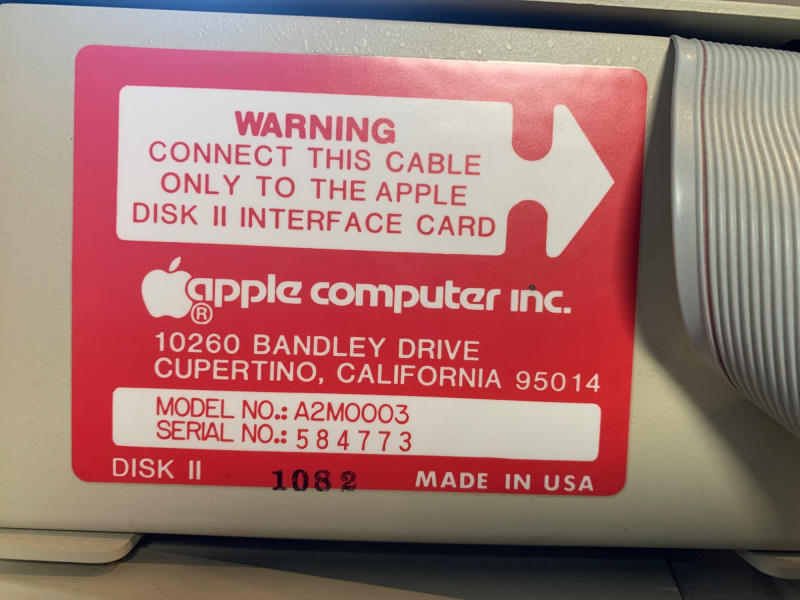 WARNING
CONNECT THIS CABLE
ONLY TO THE APPLE
DISK II INTERFACE CARD
apple computer inc.
®
10260 BANDLEY DRIVE
CUPERTINO, CALIFORNIA 95014
MODEL NO.: A2M0003
SERIAL NO.: 584773
DISK II 1082 MADE IN USA